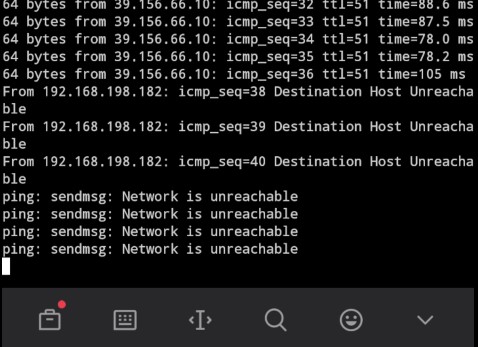 64 bytes from 39.156.66.10: icmp_seq=32 ttl=51 time=88.6 ms
64 bytes from 39.156.66.10: icmp_seq=33 ttl=51 time=87.5 ms
64 bytes from 39.156.66.10: icmp_seq=34 ttl=51 time=78.0 ms
64 bytes from 39.156.66.10: icmp_seq=35 ttl=51 time=78.2 ms
64 bytes from 39.156.66.10: icmp_seq=36 ttl=51 time=105 ms
From 192.168.198.182: icmp_seq=38 Destination Host Unreacha
ble
From 192.168.198.182: icmp_seq=39 Destination Host Unreacha
ble
From 192.168.198.182: icmp_seq=40 Destination Host Unreacha
ble
ping: sendmsg: Network is unreachable
ping: sendmsg: Network is unreachable
ping: sendmsg: Network is unreachable
ping: sendmsg: Network is unreachable